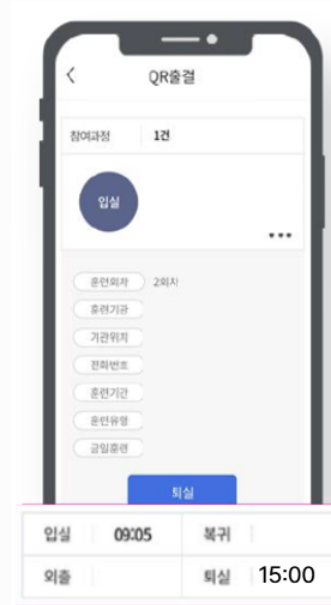 QR출결
참여과정 1건
입실
훈련회차 2회차
훈련기관
기관위치
전화번호
훈련기간
훈련유형
금일훈련
퇴실
입실 09:05 복귀
외출 퇴실 15:00